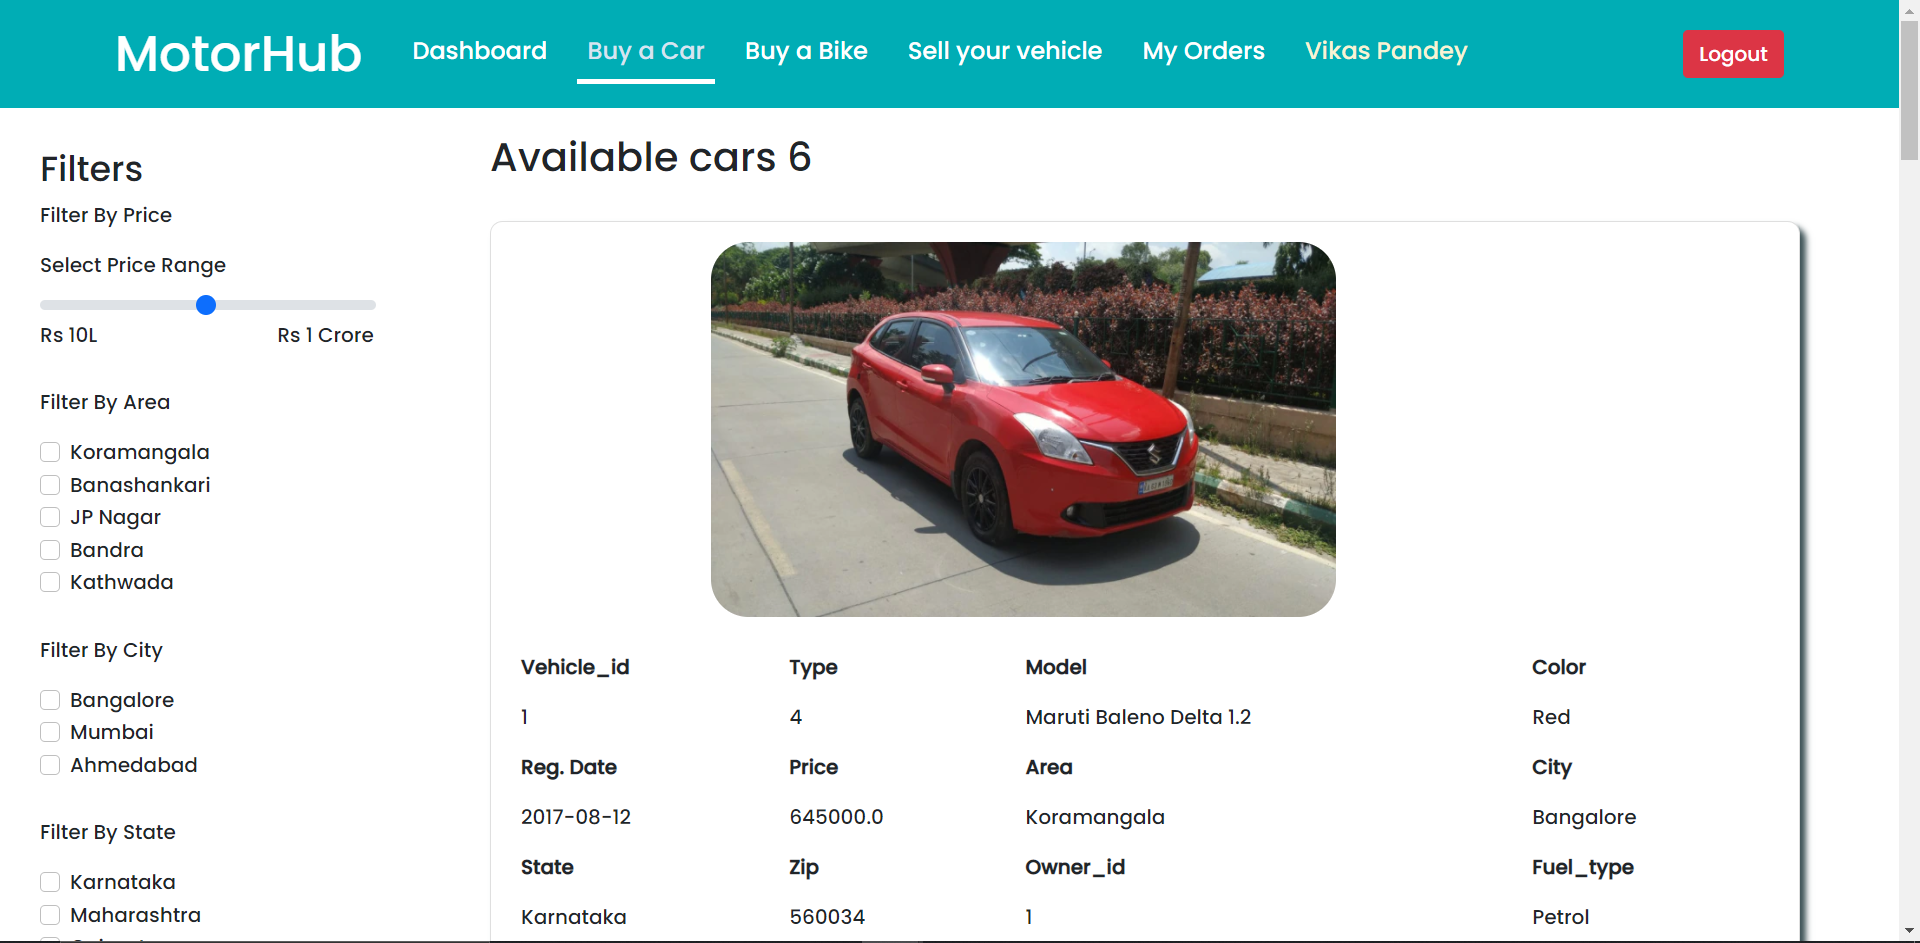 MotorHub Dashboard Buy a Car Buy a Bike Sell your vehicle My Orders Vikas Pandey Logout
Filters
Filter By Price
Select Price Range
Rs 10L Rs 1 Crore
Filter By Area
Koramangala
Banashankari
JP Nagar
Bandra
Kathwada
Filter By City
Bangalore
Mumbai
Ahmedabad
Filter By State
Karnataka
Maharashtra
Available cars 6
Vehicle_id Type Model Color
1 4 Maruti Baleno Delta 1.2 Red
Reg. Date Price Area City
2017-08-12 645000.0 Koramangala Bangalore
State Zip Owner_id Fuel_type
Karnataka 560034 1 Petrol